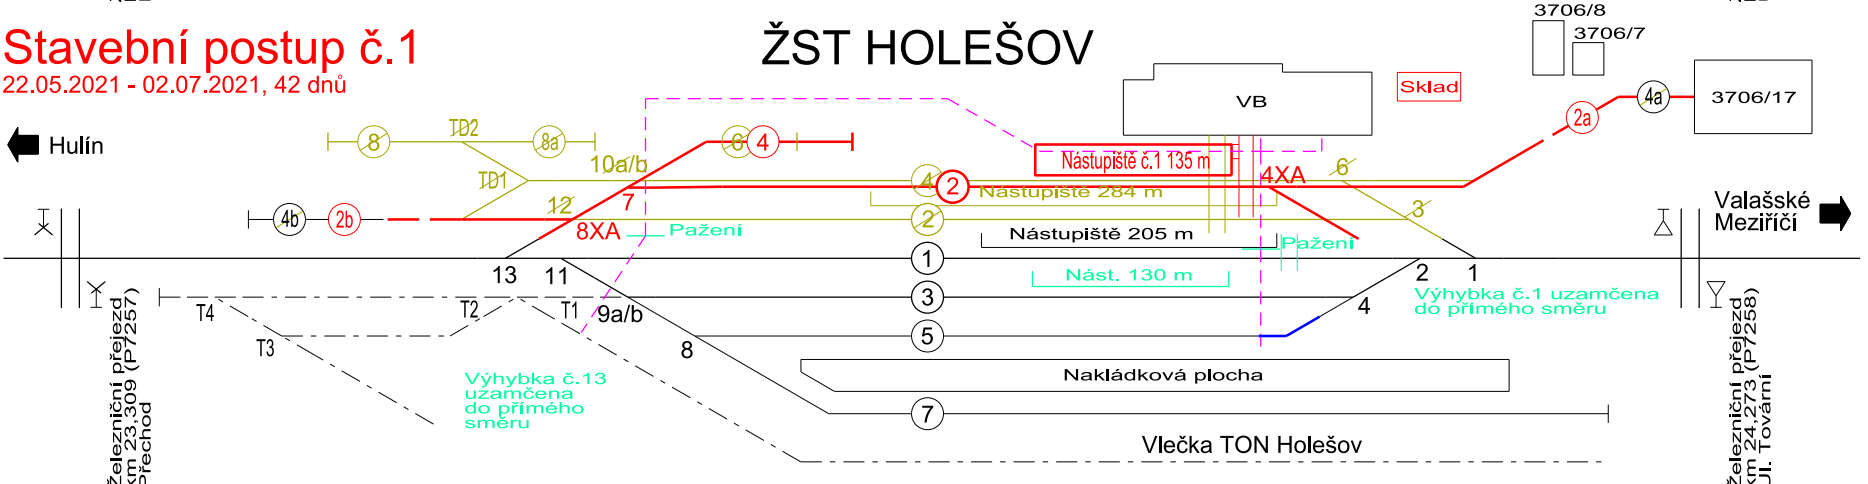 Stavební postup č.1
22.05.2021 - 02.07.2021, 42 dnů
ŽST HOLEŠOV
3706/8
3706/7
3706/17
Sklad
VB
4a
2a
Hulín
8
TD2
8a
10a/b
6
4
TD1
Nástupiště č.1 135 m
4XA
6
4
2
Nástupiště 284 m
7
12
4b
2b
8XA
Pažení
2
3
Valašské
Meziříčí
Nástupiště 205 m
Pažení
1
13
11
2
1
Nást. 130 m
Výhybka č.1 uzamčena
do přímého směru
T4
T2
T1
9a/b
3
4
T3
8
5
Výhybka č.13
uzamčena
do přímého
směru
Nakládková plocha
7
Vlečka TON Holešov
Železniční přejezd
km 23,309 (P7257)
Přechod
Železniční přejezd
km 24,273 (P7258)
Ul. Tovární